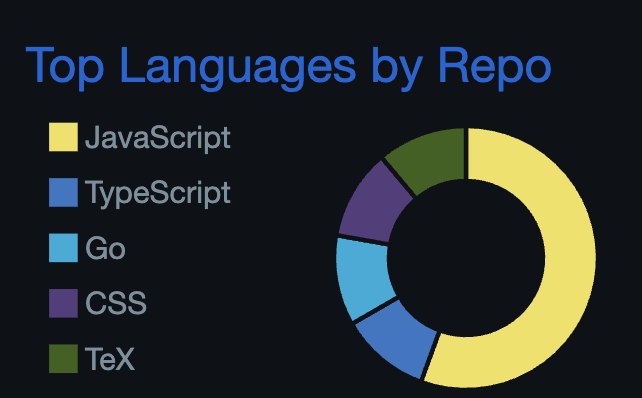 Top Languages by Repo
JavaScript
TypeScript
Go
CSS
TeX